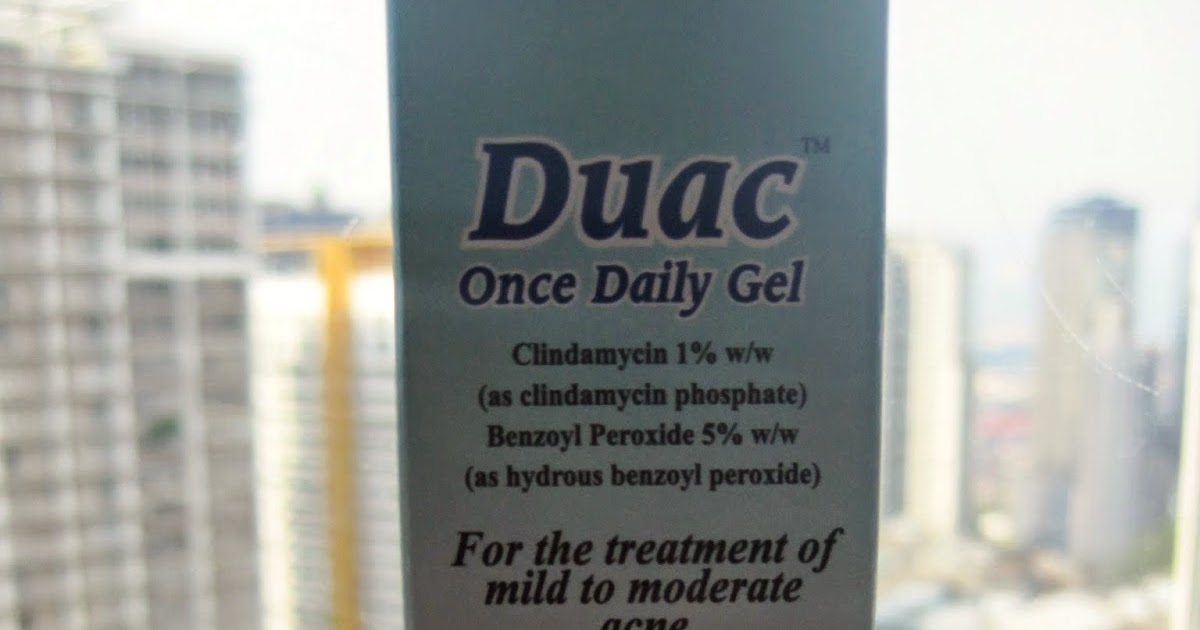 Duac™
Once Daily Gel
Clindamycin 1% w/w
(as clindamycin phosphate)
Benzoyl Peroxide 5% w/w
(as hydrous benzoyl peroxide)
For the treatment of
mild to moderate
acne